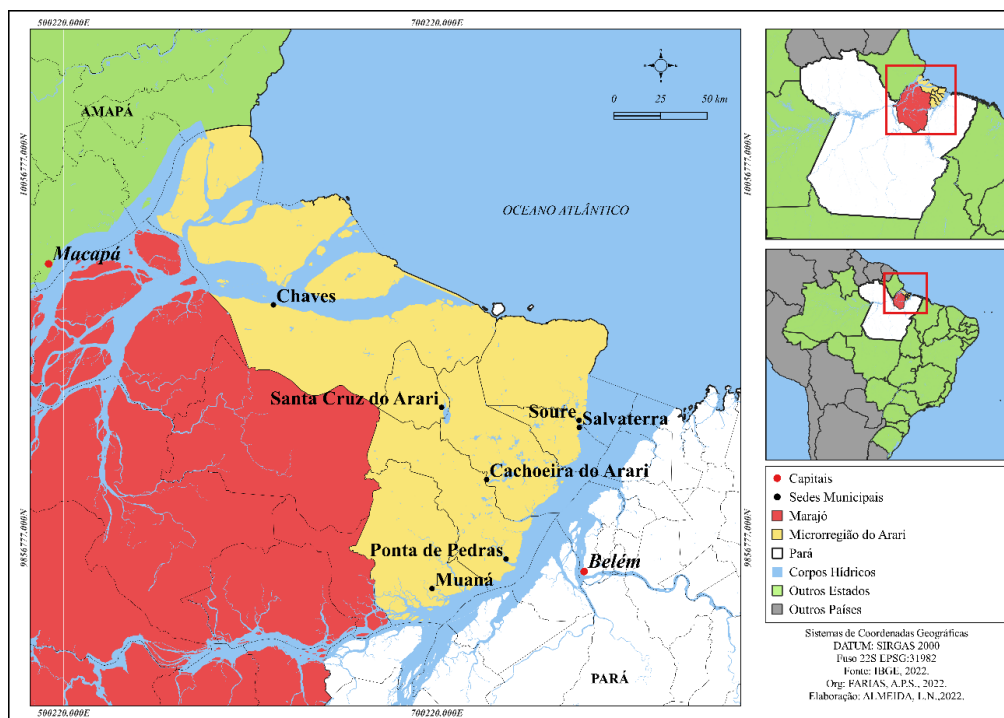 500220.000E
700220.000E
AMAPÁ
0
25
50 km
10056777.000N
10056777.000N
OCEANO ATLÂNTICO
Macapá
Chaves
Santa Cruz do Arari
Soure
Salvaterra
Cachoeira do Arari
9856777.000N
9856777.000N
Ponta de Pedras
Belém
Muaná
PARÁ
500220.000E
700220.000E
Capitais
Sedes Municipais
Marajó
Microrregião do Arari
Pará
Corpos Hídricos
Outros Estados
Outros Países
Sistemas de Coordenadas Geográficas
DATUM: SIRGAS 2000
Fuso 22S EPSG:31982
Fonte: IBGE, 2022.
Org: FARIAS, A.P.S., 2022.
Elaboração: ALMEIDA, L.N.,2022.